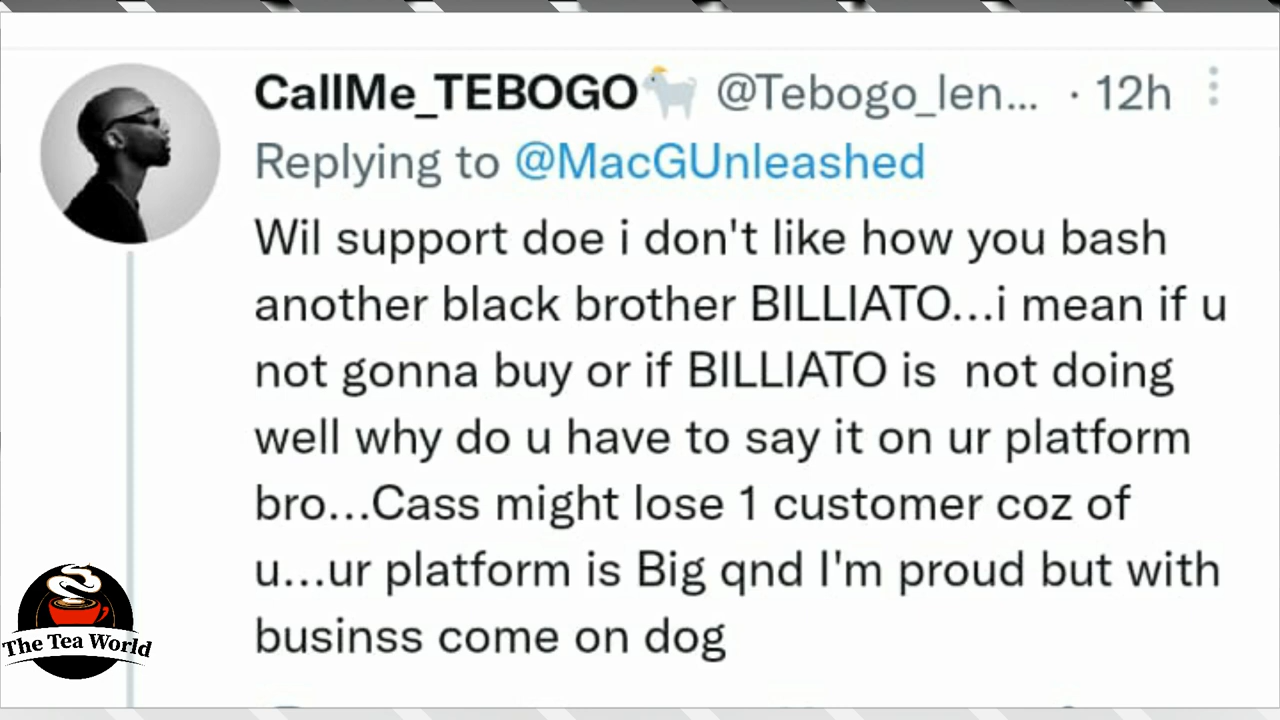 CallMe_TEBOGO🐐 @Tebogo_len... · 12h
Replying to @MacGUnleashed
Wil support doe i don't like how you bash
another black brother BILLIATO...i mean if u
not gonna buy or if BILLIATO is  not doing
well why do u have to say it on ur platform
bro...Cass might lose 1 customer coz of
u...ur platform is Big qnd I'm proud but with
businss come on dog
The Tea World